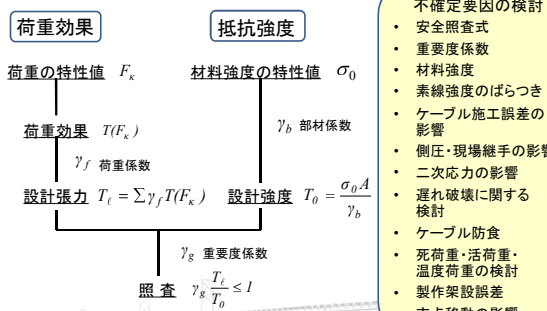 荷重効果
抵抗強度
荷重の特性値 Fκ
材料強度の特性値 σ0
荷重効果 T(Fκ)
γb 部材係数
γf 荷重係数
設計張力 Tℓ = ∑γf T(Fκ)
設計強度 T0 = σ0A / γb
γg 重要度係数
照 査 γg Tℓ / T0 ≤ 1
不確定要因の検討
• 安全照査式
• 重要度係数
• 材料強度
• 素線強度のばらつき
• ケーブル施工誤差の
影響
• 側圧・現場継手の影響
• 二次応力の影響
• 遅れ破壊に関する
検討
• ケーブル防食
• 死荷重・活荷重・
温度荷重の検討
• 製作架設誤差